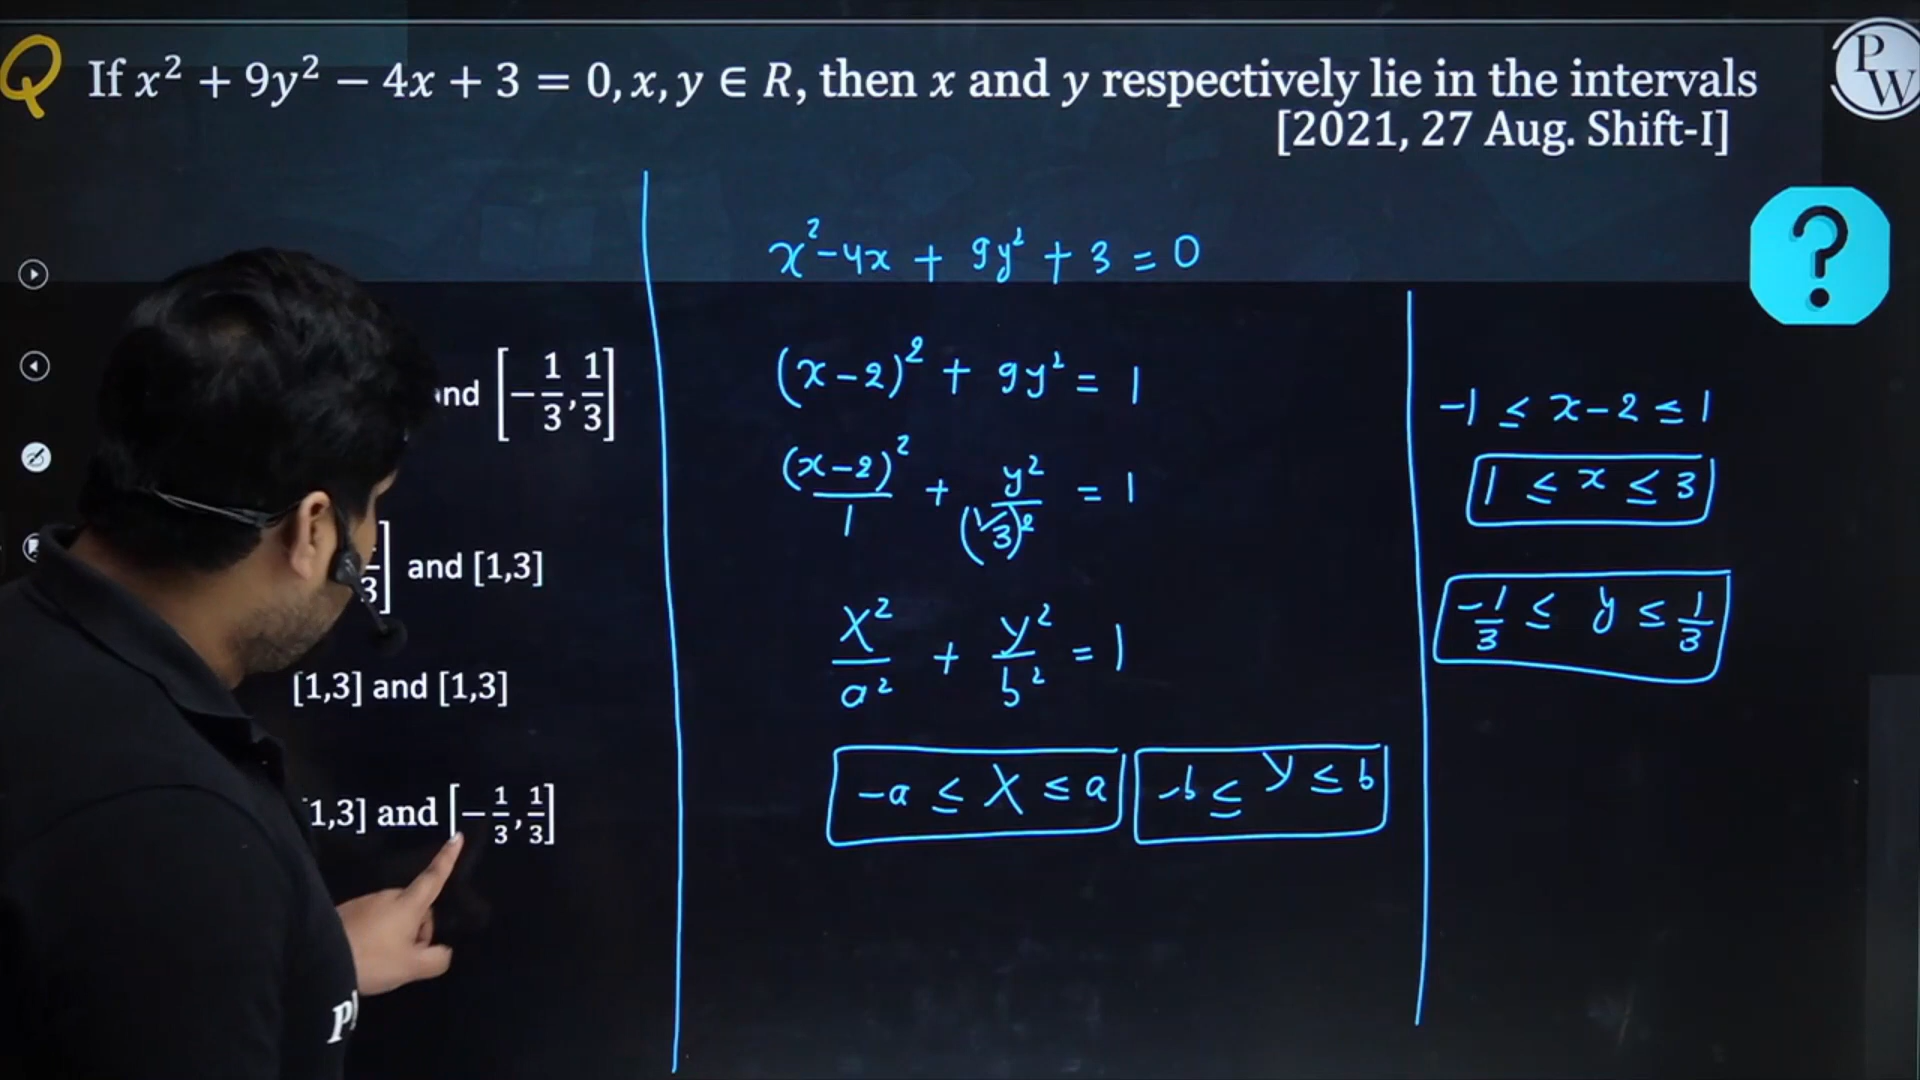 Q If x² + 9y² − 4x + 3 = 0, x, y ∈ R, then x and y respectively lie in the intervals
[2021, 27 Aug. Shift-I]
PW
?
[-1/3, 1/3]
3] and [1,3]
[1,3] and [1,3]
1,3] and [-1/3, 1/3]
x² - 4x + 9y² + 3 = 0
(x-2)² + 9y² = 1
(x-2)²/1 + y²/(1/3)² = 1
X²/a² + Y²/b² = 1
-a ≤ X ≤ a -b ≤ Y ≤ b
-1 ≤ x-2 ≤ 1
1 ≤ x ≤ 3
-1/3 ≤ y ≤ 1/3